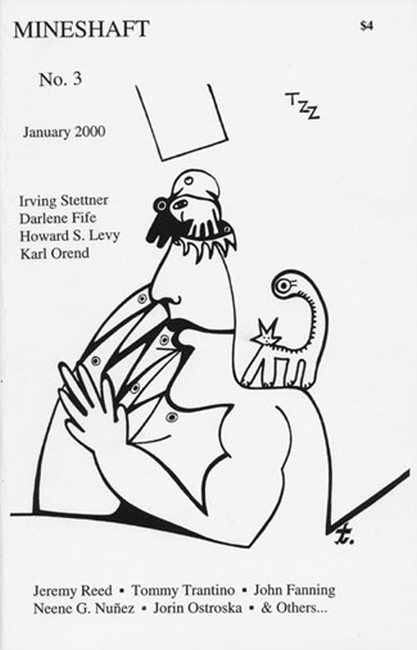 MINESHAFT
$4
No. 3
TZZ
January 2000
Irving Stettner
Darlene Fife
Howard S. Levy
Karl Orend
t.
Jeremy Reed ▪ Tommy Trantino ▪ John Fanning
Neene G. Nuñez ▪ Jorin Ostroska ▪ & Others...